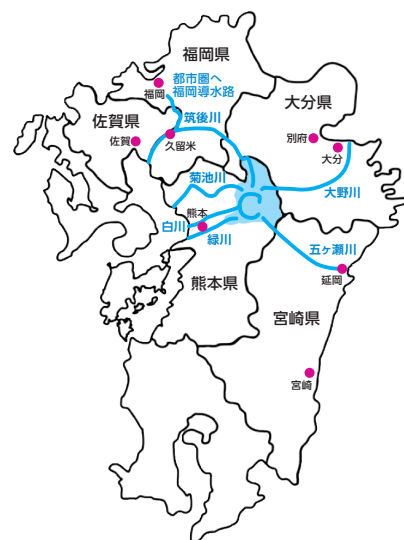 福岡県
都市圏へ
福岡導水路
福岡
大分県
筑後川
佐賀県
久留米
佐賀
別府
大分
菊池川
大野川
熊本
白川
緑川
五ヶ瀬川
延岡
熊本県
宮崎県
宮崎